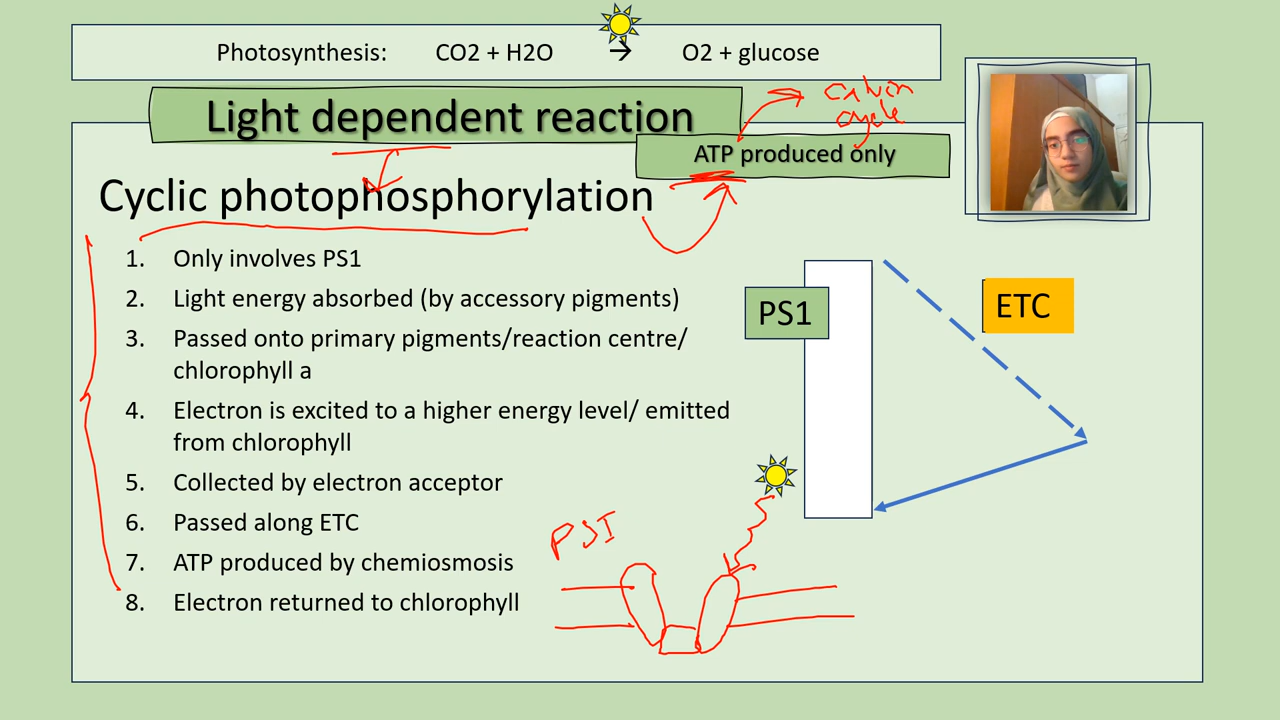 Photosynthesis: CO2 + H2O → O2 + glucose
Light dependent reaction
Calvin
cycle
ATP produced only
Cyclic photophosphorylation
1. Only involves PS1
2. Light energy absorbed (by accessory pigments)
3. Passed onto primary pigments/reaction centre/
chlorophyll a
4. Electron is excited to a higher energy level/ emitted
from chlorophyll
5. Collected by electron acceptor
6. Passed along ETC
7. ATP produced by chemiosmosis
8. Electron returned to chlorophyll
PS1
ETC
PSI